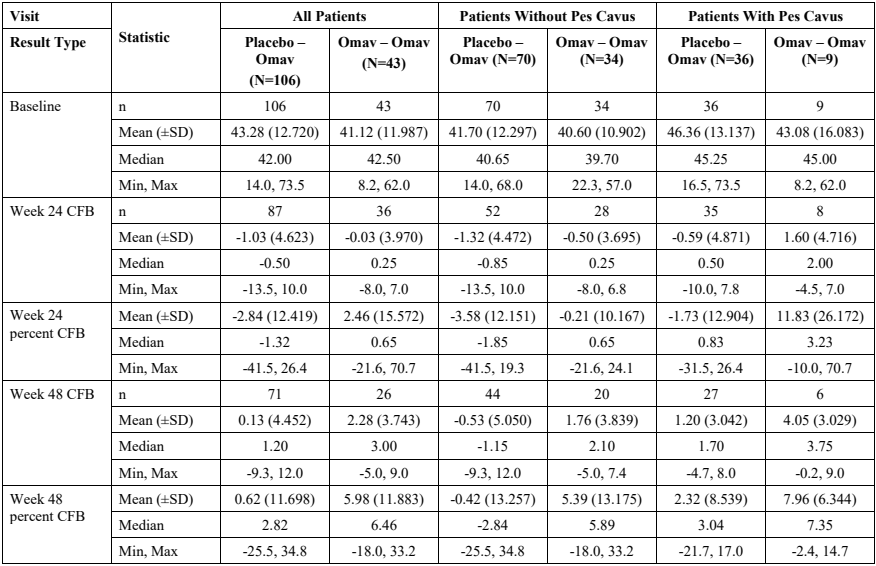 Visit Statistic All Patients Patients Without Pes Cavus Patients With Pes Cavus
Result Type Placebo – Omav (N=106) Omav – Omav (N=43) Placebo – Omav (N=70) Omav – Omav (N=34) Placebo – Omav (N=36) Omav – Omav (N=9)
Baseline n 106 43 70 34 36 9
Mean (±SD) 43.28 (12.720) 41.12 (11.987) 41.70 (12.297) 40.60 (10.902) 46.36 (13.137) 43.08 (16.083)
Median 42.00 42.50 40.65 39.70 45.25 45.00
Min, Max 14.0, 73.5 8.2, 62.0 14.0, 68.0 22.3, 57.0 16.5, 73.5 8.2, 62.0
Week 24 CFB n 87 36 52 28 35 8
Mean (±SD) -1.03 (4.623) -0.03 (3.970) -1.32 (4.472) -0.50 (3.695) -0.59 (4.871) 1.60 (4.716)
Median -0.50 0.25 -0.85 0.25 0.50 2.00
Min, Max -13.5, 10.0 -8.0, 7.0 -13.5, 10.0 -8.0, 6.8 -10.0, 7.8 -4.5, 7.0
Week 24 percent CFB Mean (±SD) -2.84 (12.419) 2.46 (15.572) -3.58 (12.151) -0.21 (10.167) -1.73 (12.904) 11.83 (26.172)
Median -1.32 0.65 -1.85 0.65 0.83 3.23
Min, Max -41.5, 26.4 -21.6, 70.7 -41.5, 19.3 -21.6, 24.1 -31.5, 26.4 -10.0, 70.7
Week 48 CFB n 71 26 44 20 27 6
Mean (±SD) 0.13 (4.452) 2.28 (3.743) -0.53 (5.050) 1.76 (3.839) 1.20 (3.042) 4.05 (3.029)
Median 1.20 3.00 -1.15 2.10 1.70 3.75
Min, Max -9.3, 12.0 -5.0, 9.0 -9.3, 12.0 -5.0, 7.4 -4.7, 8.0 -0.2, 9.0
Week 48 percent CFB Mean (±SD) 0.62 (11.698) 5.98 (11.883) -0.42 (13.257) 5.39 (13.175) 2.32 (8.539) 7.96 (6.344)
Median 2.82 6.46 -2.84 5.89 3.04 7.35
Min, Max -25.5, 34.8 -18.0, 33.2 -25.5, 34.8 -18.0, 33.2 -21.7, 17.0 -2.4, 14.7